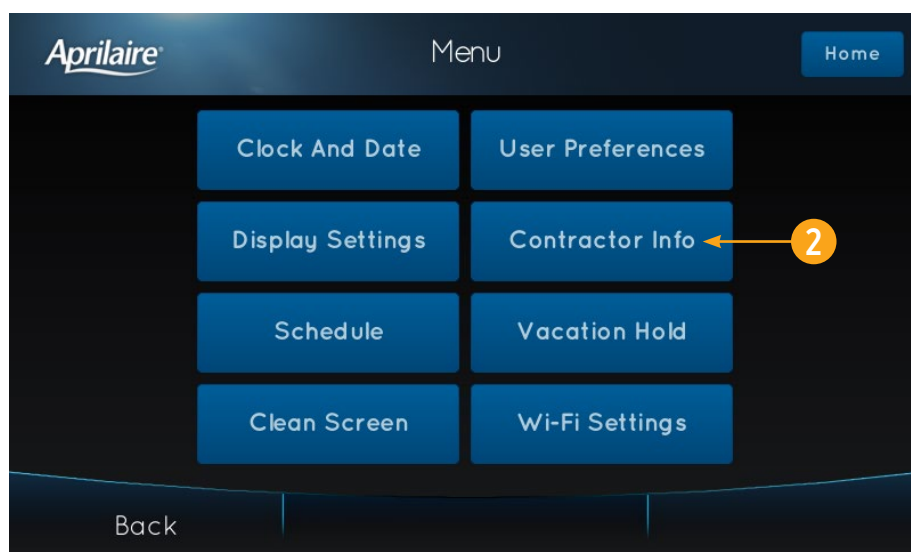 Aprilaire®
Menu
Home
Clock And Date
User Preferences
Display Settings
Contractor Info
2
Schedule
Vacation Hold
Clean Screen
Wi-Fi Settings
Back